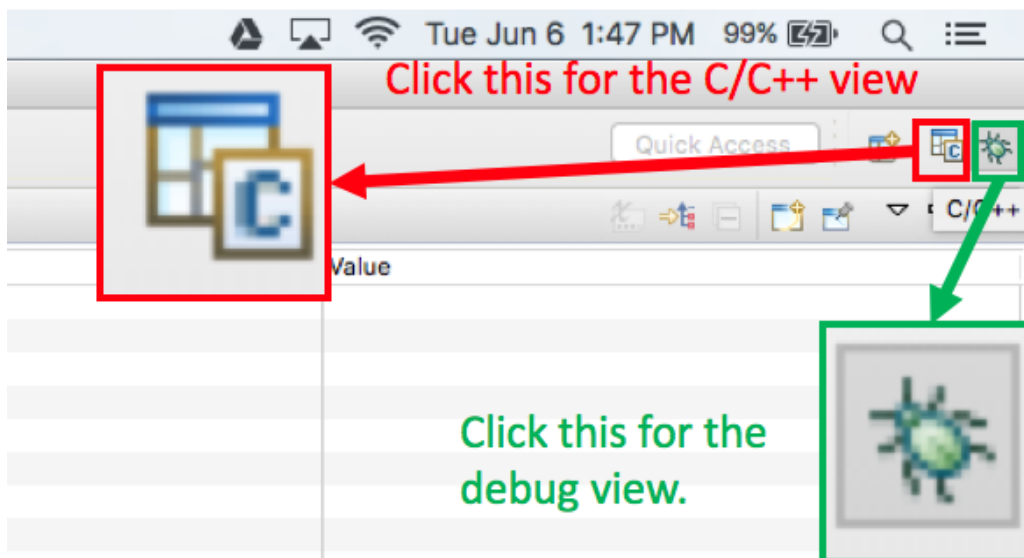 Tue Jun 6 1:47 PM 99%
Click this for the C/C++ view
Quick Access
C
C
C/C++
Value
Click this for the
debug view.